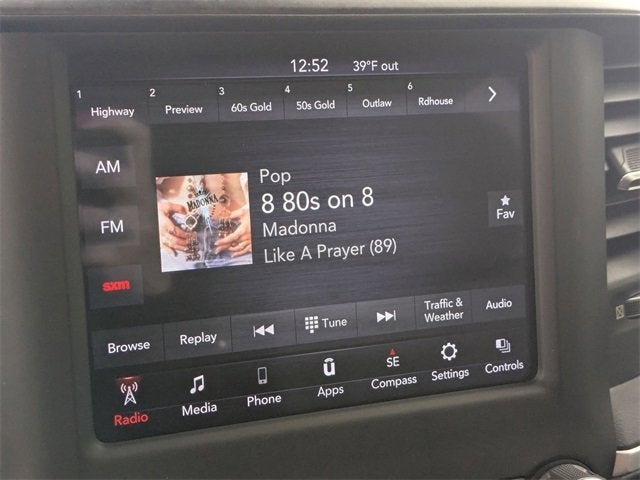 12:52 39°F out
1 Highway 2 Preview 3 60s Gold 4 50s Gold 5 Outlaw 6 Rdhouse
AM
FM
sxm
MADONNA
Pop
8 80s on 8
Madonna
Like A Prayer (89)
Fav
Browse Replay Tune Traffic & Weather Audio
Radio Media Phone Apps SE Compass Settings Controls